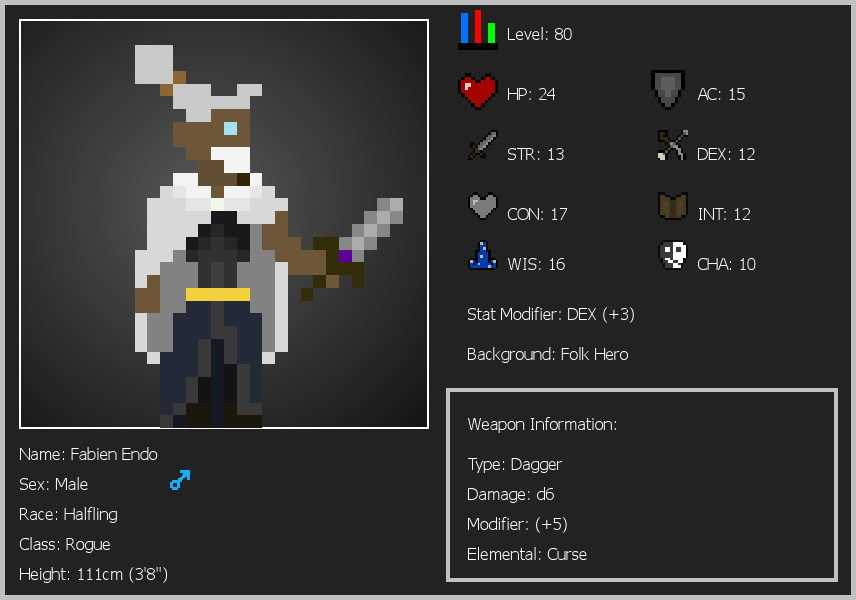 Level: 80
HP: 24
AC: 15
STR: 13
DEX: 12
CON: 17
INT: 12
WIS: 16
CHA: 10
Stat Modifier: DEX (+3)
Background: Folk Hero
Weapon Information:
Type: Dagger
Damage: d6
Modifier: (+5)
Elemental: Curse
Name: Fabien Endo
Sex: Male
Race: Halfling
Class: Rogue
Height: 111cm (3'8")